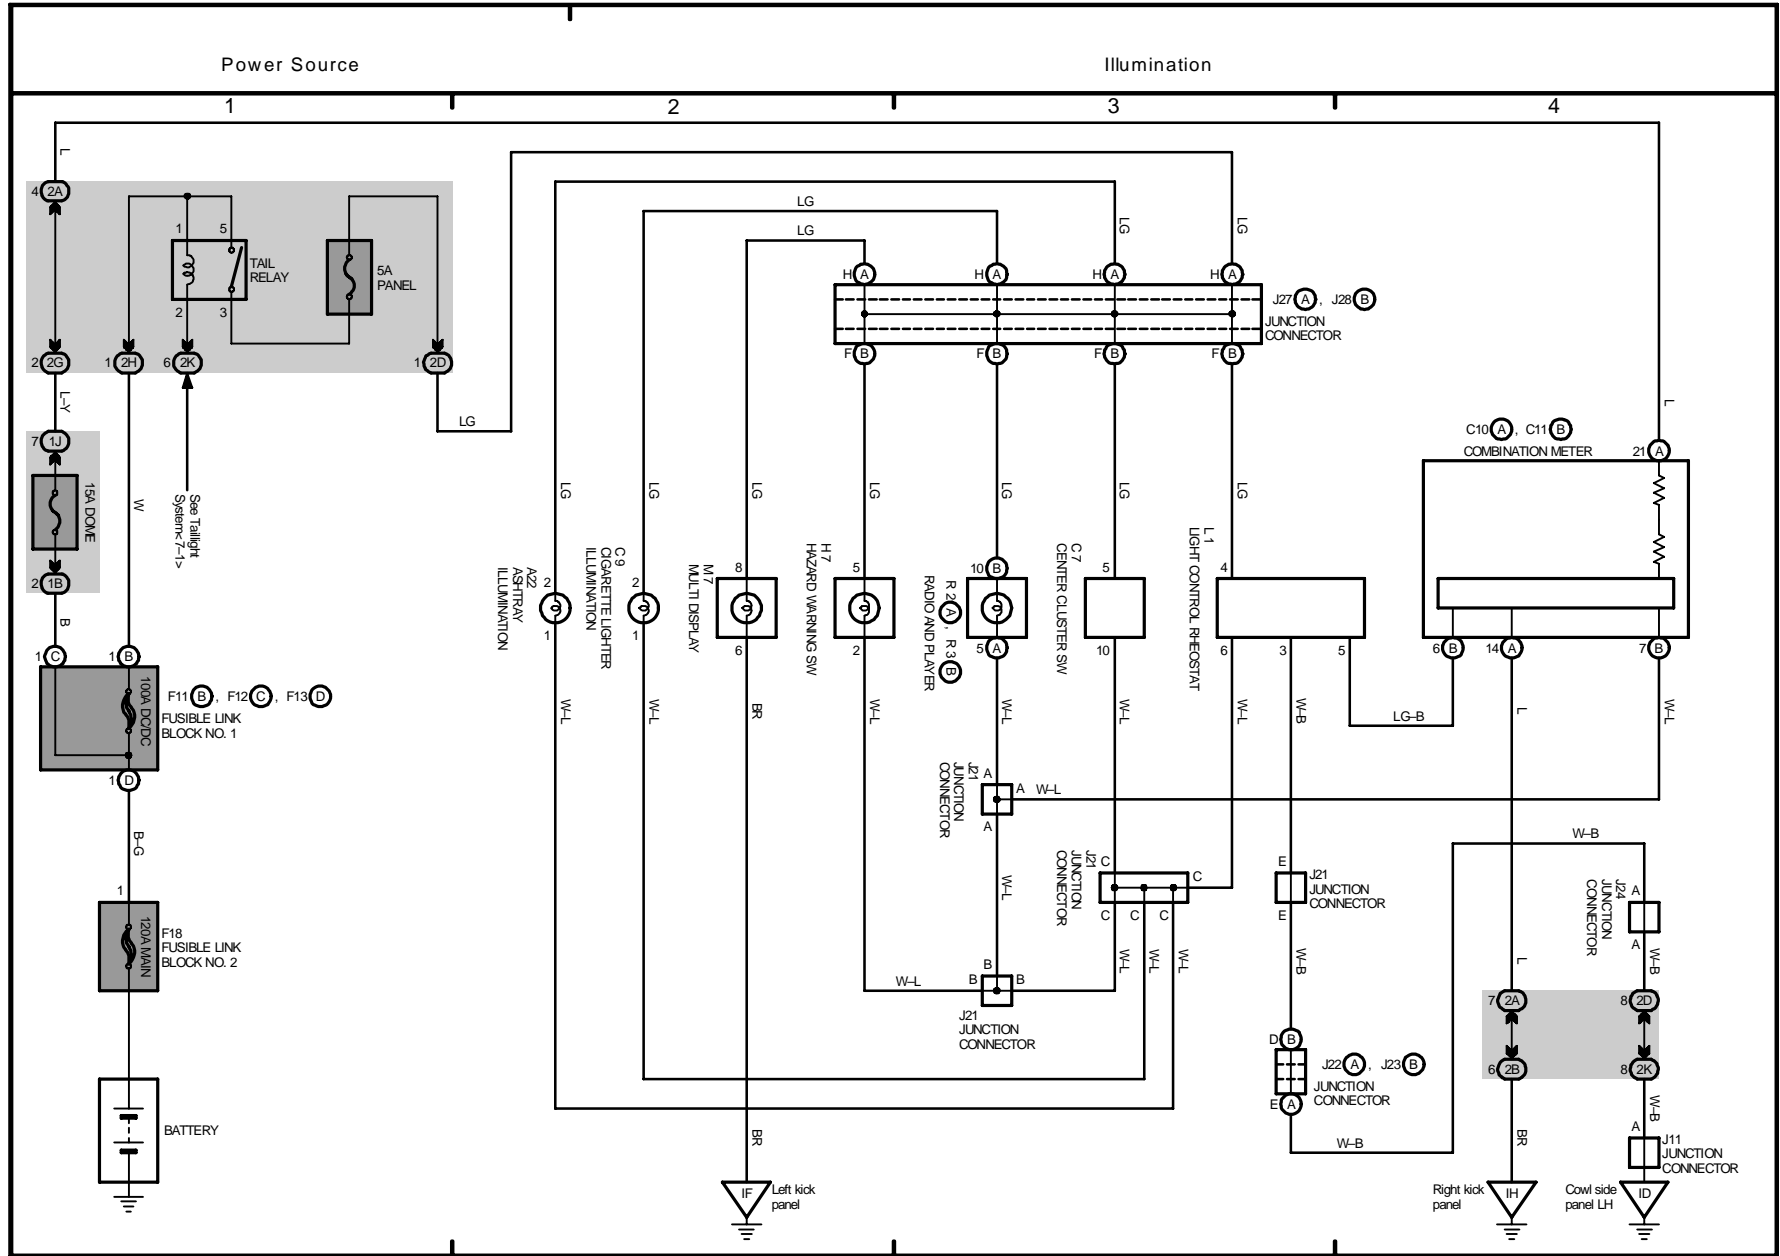 Power Source
Illumination
1
2
3
4
L
4 2A
1
5
TAIL
RELAY
2
3
5A
PANEL
2 2G
1 2H
6 2K
1 2D
L–Y
LG
7 1J
15A DOME
2 1B
B
W
See Taillight
System<7–1>
1 C
1 B
100A DC/DC
F11 B , F12 C , F13 D
FUSIBLE LINK
BLOCK NO. 1
1 D
B–G
1
120A MAIN
F18
FUSIBLE LINK
BLOCK NO. 2
BATTERY
LG
LG
LG
LG
H A
H A
H A
H A
J27 A , J28 B
JUNCTION
CONNECTOR
F B
F B
F B
F B
LG
LG
LG
LG
LG
LG
LG
A22
ASHTRAY
ILLUMINATION
2
1
C 9
CIGARETTE LIGHTER
ILLUMINATION
2
1
M 7
MULTI DISPLAY
8
6
H 7
HAZARD WARNING SW
5
2
R 2 A , R 3 B
RADIO AND PLAYER
10 B
5 A
C 7
CENTER CLUSTER SW
5
10
L 1
LIGHT CONTROL RHEOSTAT
4
6
3
5
C10 A , C11 B
COMBINATION METER
L
21 A
6 B
14 A
7 B
W–L
W–L
BR
W–L
W–L
W–L
W–L
W–B
LG–B
L
W–L
J21
JUNCTION
CONNECTOR
A
A
W–L
A
W–L
J21
JUNCTION
CONNECTOR
C
C
C
C
C
W–L
W–L
W–L
E
J21
JUNCTION
CONNECTOR
E
W–B
W–L
B
B
B
J21
JUNCTION
CONNECTOR
D B
J22 A , J23 B
JUNCTION
CONNECTOR
E A
W–B
W–B
J24
JUNCTION
CONNECTOR
A
A
L
W–B
7 2A
8 2D
6 2B
8 2K
BR
W–B
A
J11
JUNCTION
CONNECTOR
BR
IF
Left kick
panel
Right kick
panel
IH
Cowl side
panel LH
ID